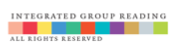 INTEGRATED GROUP READING
ALL RIGHTS RESERVED